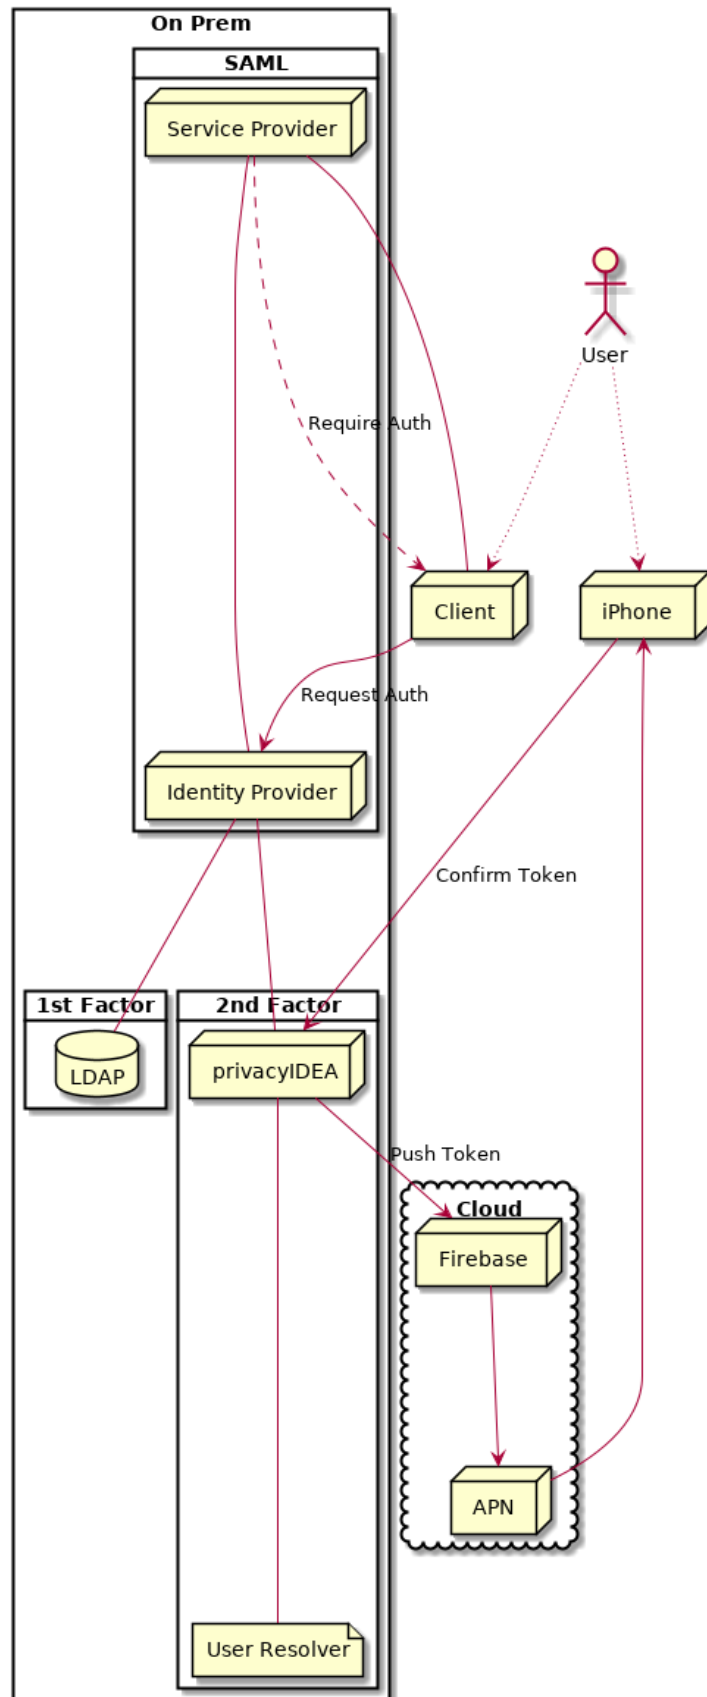 On Prem
SAML
Service Provider
User
Require Auth
Client
iPhone
Request Auth
Identity Provider
Confirm Token
1st Factor
2nd Factor
LDAP
privacyIDEA
Push Token
Cloud
Firebase
APN
User Resolver